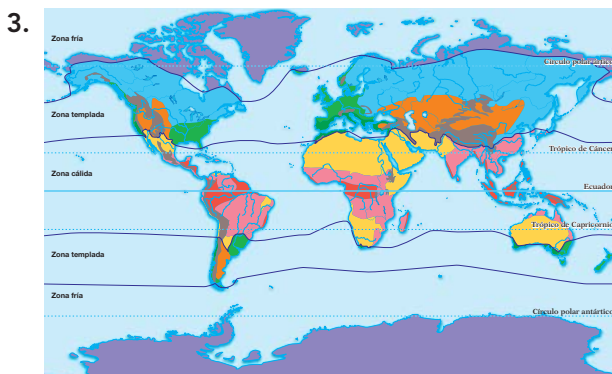 3.
Zona fría
Círculo polar ártico
Zona templada
Trópico de Cáncer
Zona cálida
Ecuador
Trópico de Capricornio
Zona templada
Zona fría
Círculo polar antártico